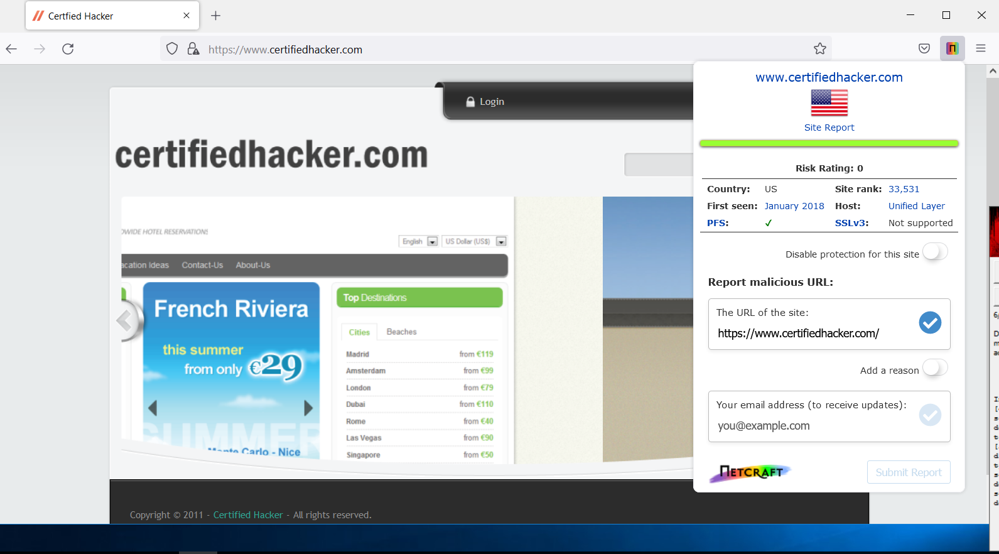 Certfied Hacker
https://www.certifiedhacker.com
Login
certifiedhacker.com
WIDE HOTEL RESERVATIONS
English
US Dollar (US$)
acation Ideas
Contact-Us
About-Us
French Riviera
this summer
from only €29
SUMMER
Monte Carlo - Nice
Top Destinations
Cities
Beaches
Madrid from €119
Amsterdam from €99
London from €79
Dubai from €110
Rome from €40
Las Vegas from €90
Singapore from €50
Copyright © 2011 - Certified Hacker - All rights reserved.
www.certifiedhacker.com
Site Report
Risk Rating: 0
Country: US Site rank: 33,531
First seen: January 2018 Host: Unified Layer
PFS: ✓ SSLv3: Not supported
Disable protection for this site
Report malicious URL:
The URL of the site:
https://www.certifiedhacker.com/
Add a reason
Your email address (to receive updates):
you@example.com
NETCRAFT
Submit Report